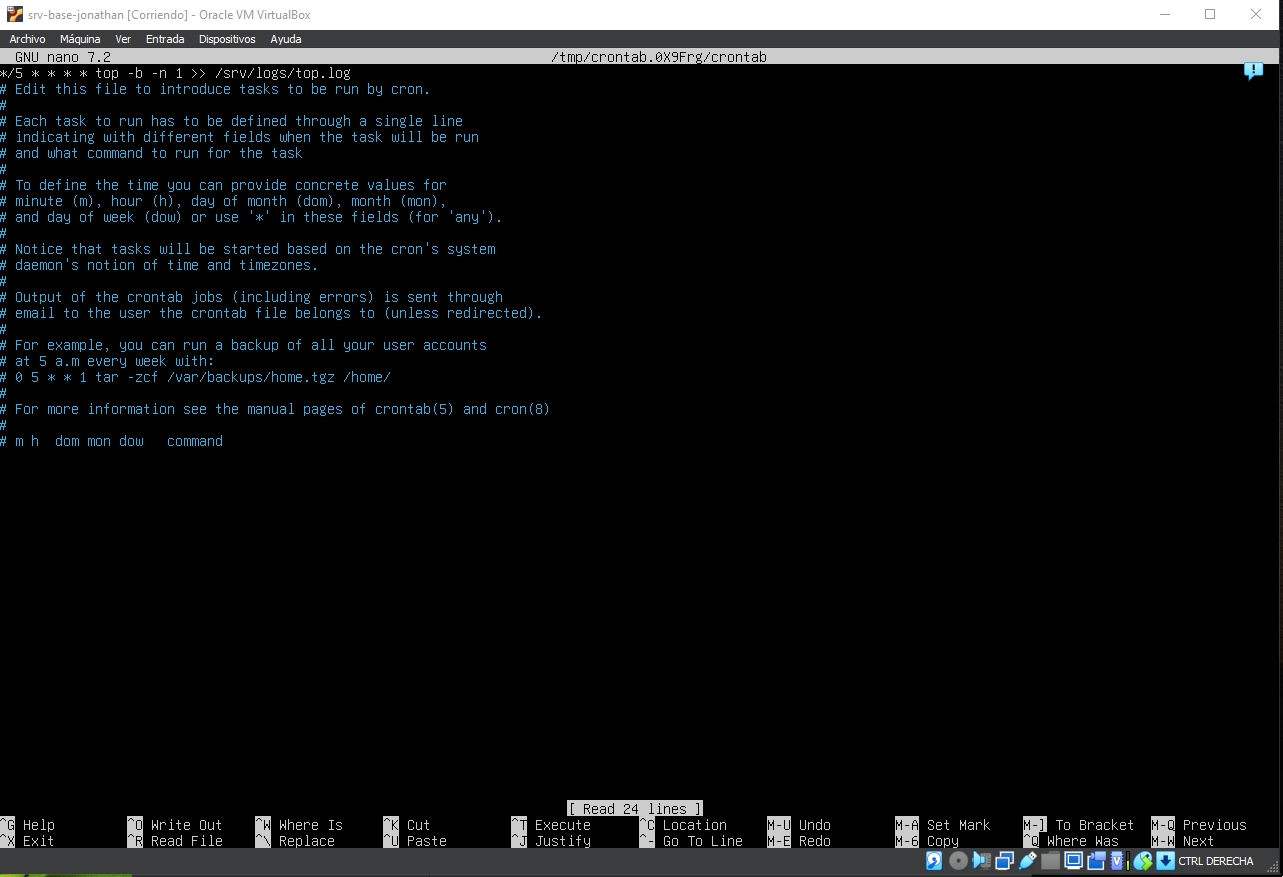 srv-base-jonathan [Corriendo] - Oracle VM VirtualBox
Archivo Máquina Ver Entrada Dispositivos Ayuda
GNU nano 7.2 /tmp/crontab.0X9Frg/crontab
*/5 * * * * top -b -n 1 >> /srv/logs/top.log
# Edit this file to introduce tasks to be run by cron.
#
# Each task to run has to be defined through a single line
# indicating with different fields when the task will be run
# and what command to run for the task
#
# To define the time you can provide concrete values for
# minute (m), hour (h), day of month (dom), month (mon),
# and day of week (dow) or use '*' in these fields (for 'any').
#
# Notice that tasks will be started based on the cron's system
# daemon's notion of time and timezones.
#
# Output of the crontab jobs (including errors) is sent through
# email to the user the crontab file belongs to (unless redirected).
#
# For example, you can run a backup of all your user accounts
# at 5 a.m every week with:
# 0 5 * * 1 tar -zcf /var/backups/home.tgz /home/
#
# For more information see the manual pages of crontab(5) and cron(8)
#
# m h  dom mon dow   command
[ Read 24 lines ]
^G Help ^O Write Out ^W Where Is ^K Cut ^T Execute ^C Location M-U Undo M-A Set Mark M-] To Bracket M-Q Previous
^X Exit ^R Read File ^\ Replace ^U Paste ^J Justify ^- Go To Line M-E Redo M-6 Copy ^Q Where Was M-W Next
CTRL DERECHA